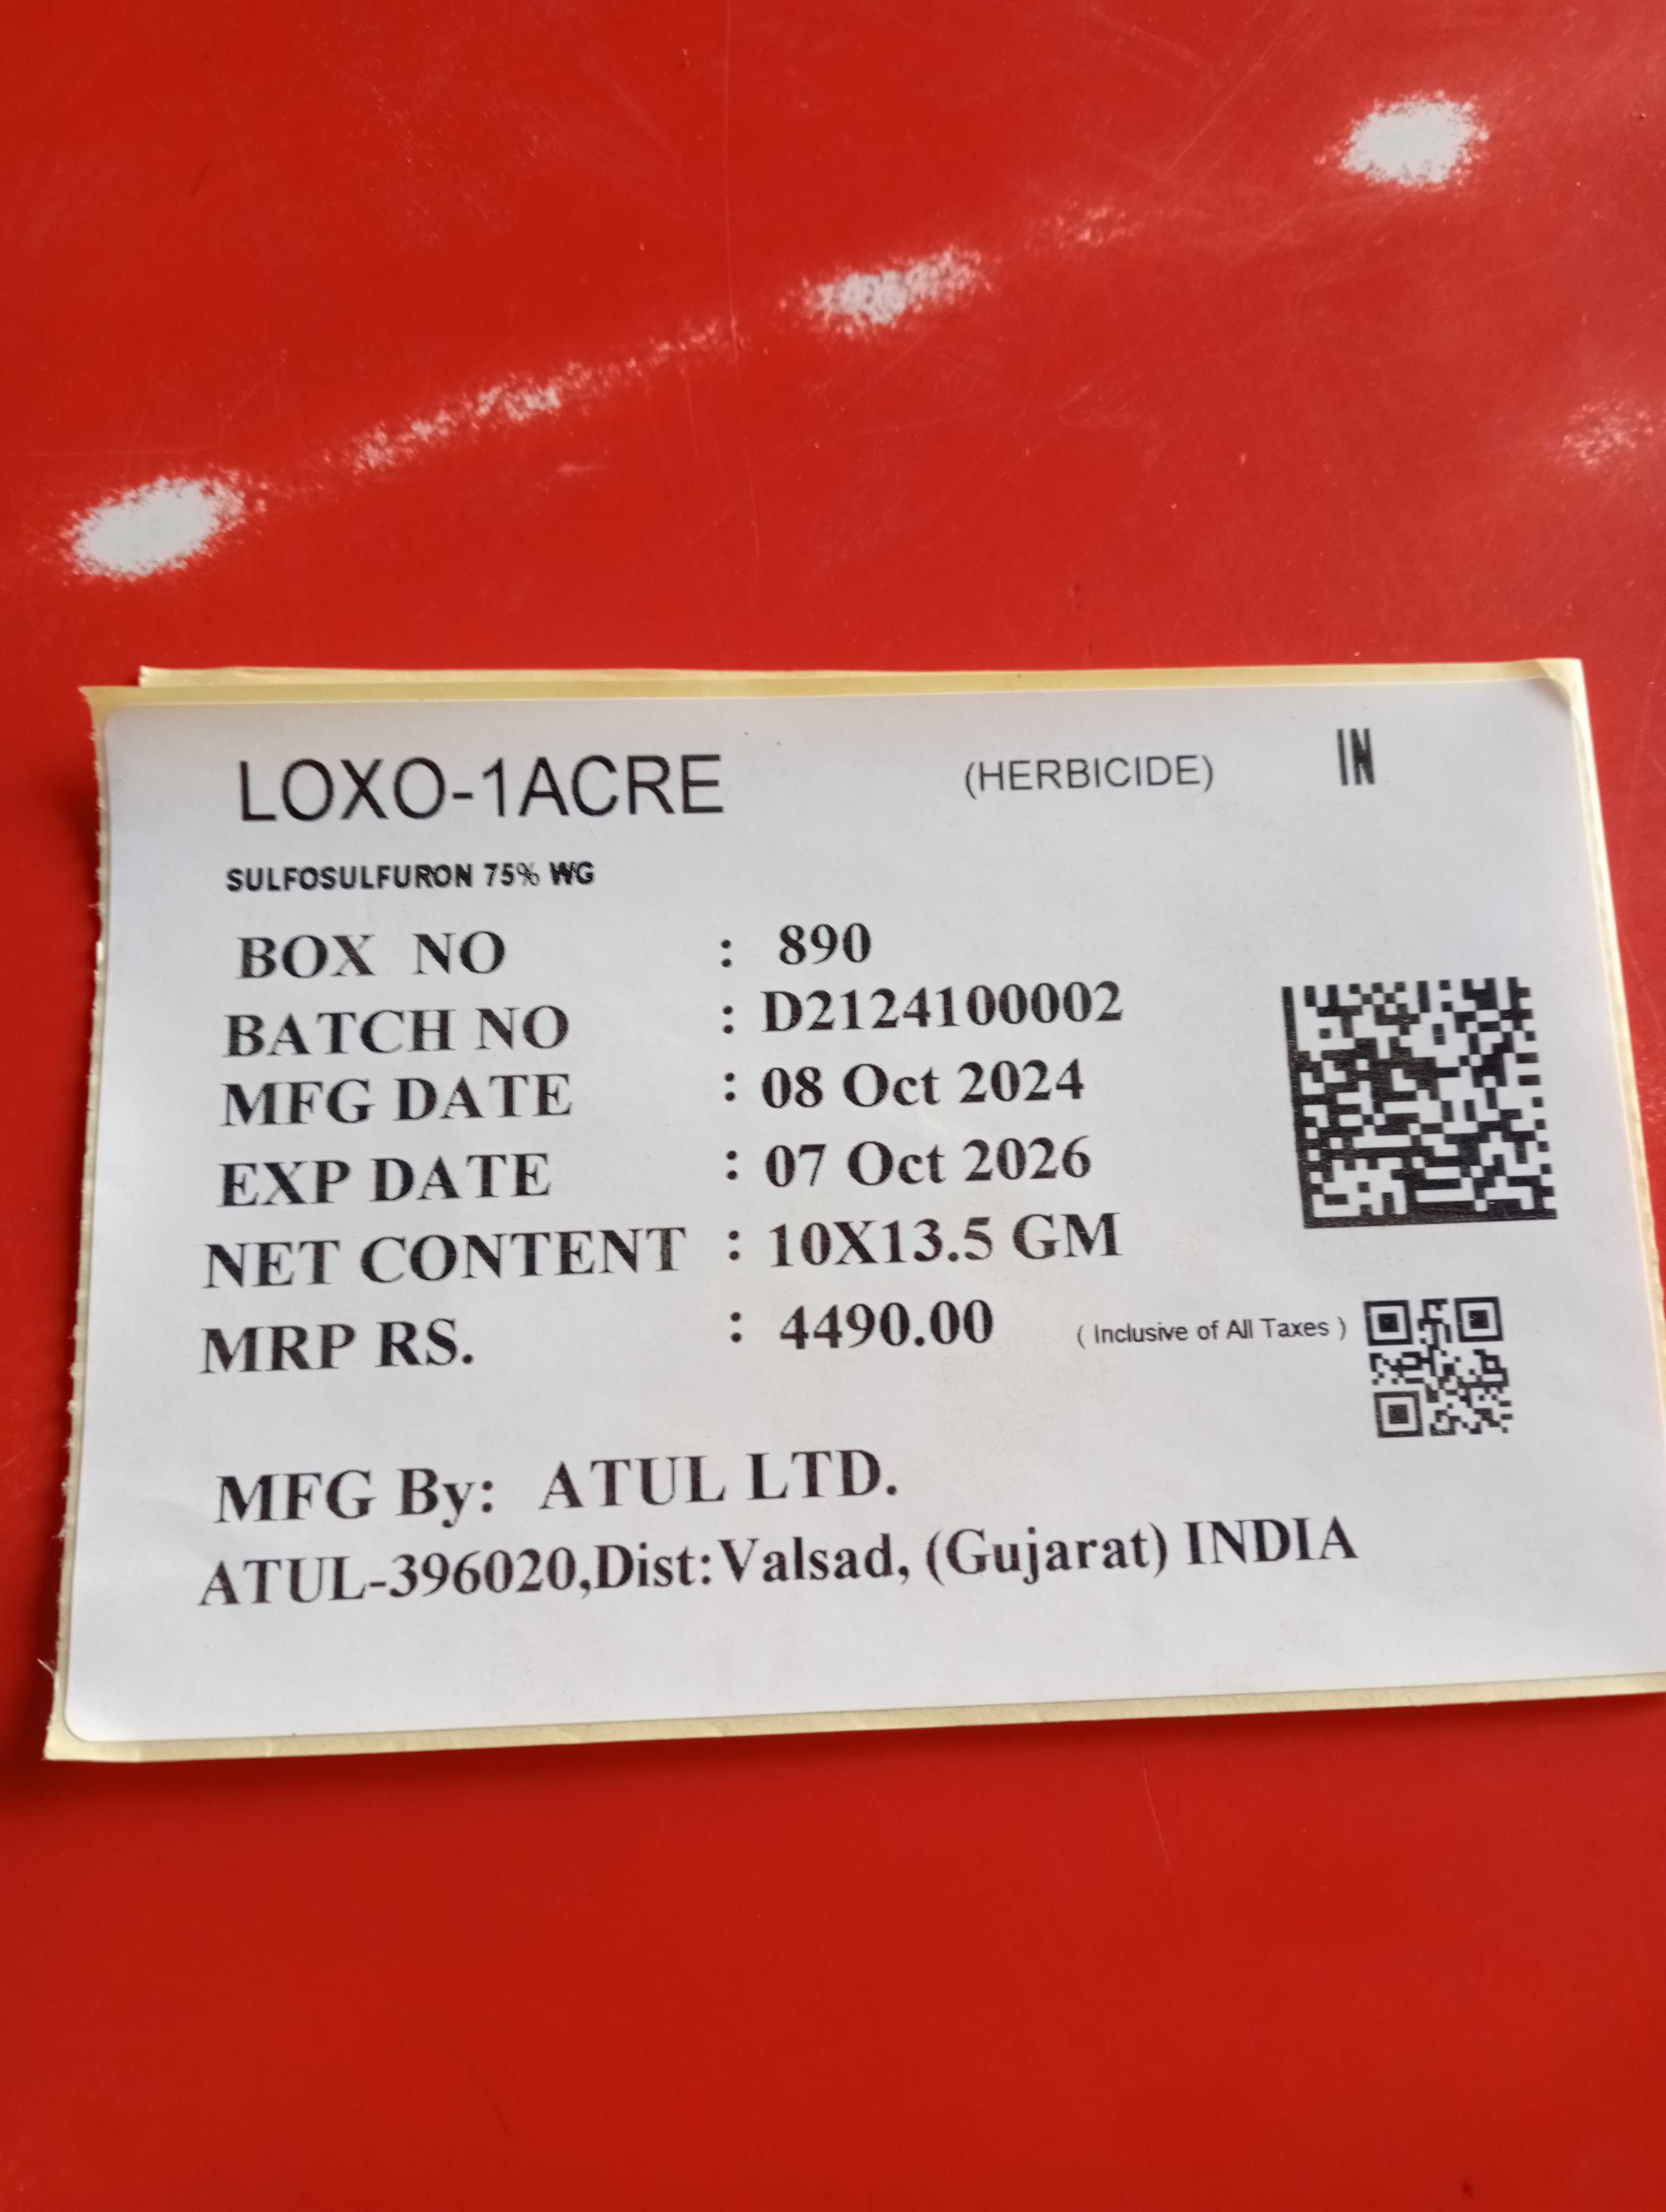 LOXO-1ACRE (HERBICIDE) IN
SULFOSULFURON 75% WG
BOX NO : 890
BATCH NO : D2124100002
MFG DATE : 08 Oct 2024
EXP DATE : 07 Oct 2026
NET CONTENT : 10X13.5 GM
MRP RS. : 4490.00 ( Inclusive of All Taxes )
MFG By: ATUL LTD.
ATUL-396020,Dist:Valsad, (Gujarat) INDIA